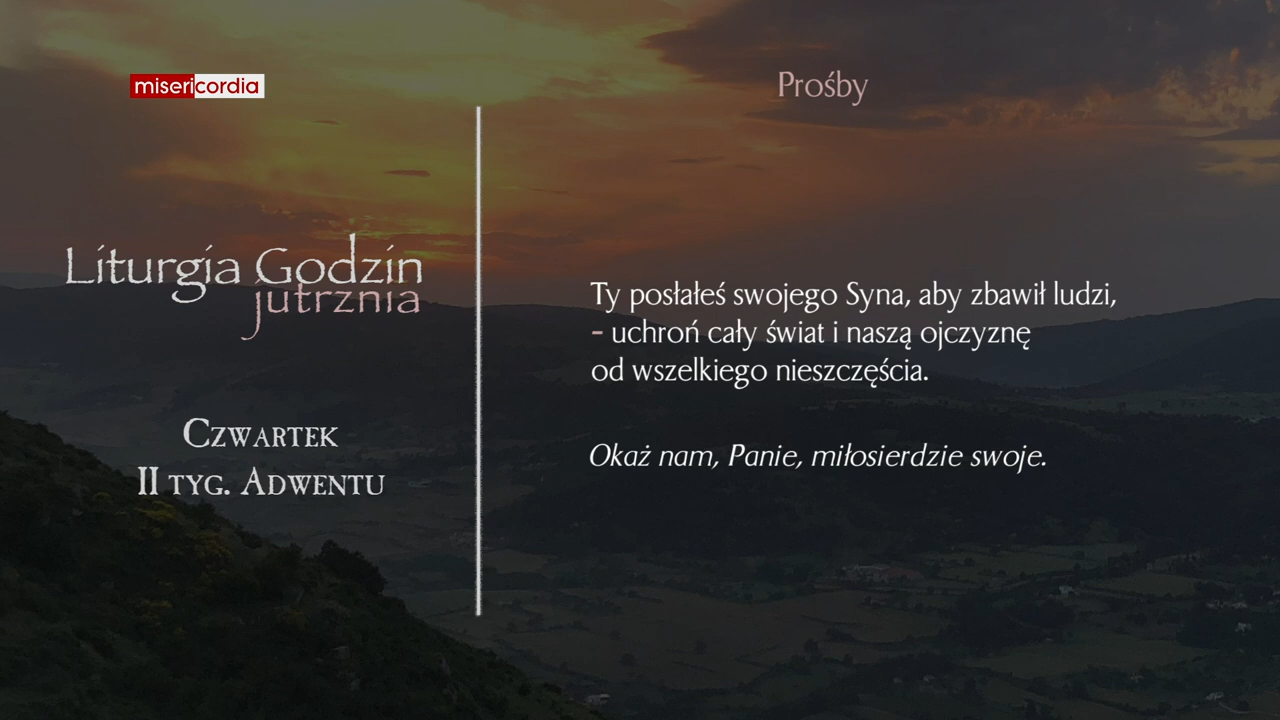 misericordia
Liturgia Godzin
jutrznia
Czwartek
II tyg. Adwentu
Prośby
Ty posłałeś swojego Syna, aby zbawił ludzi,
- uchroń cały świat i naszą ojczyznę
od wszelkiego nieszczęścia.
Okaż nam, Panie, miłosierdzie swoje.